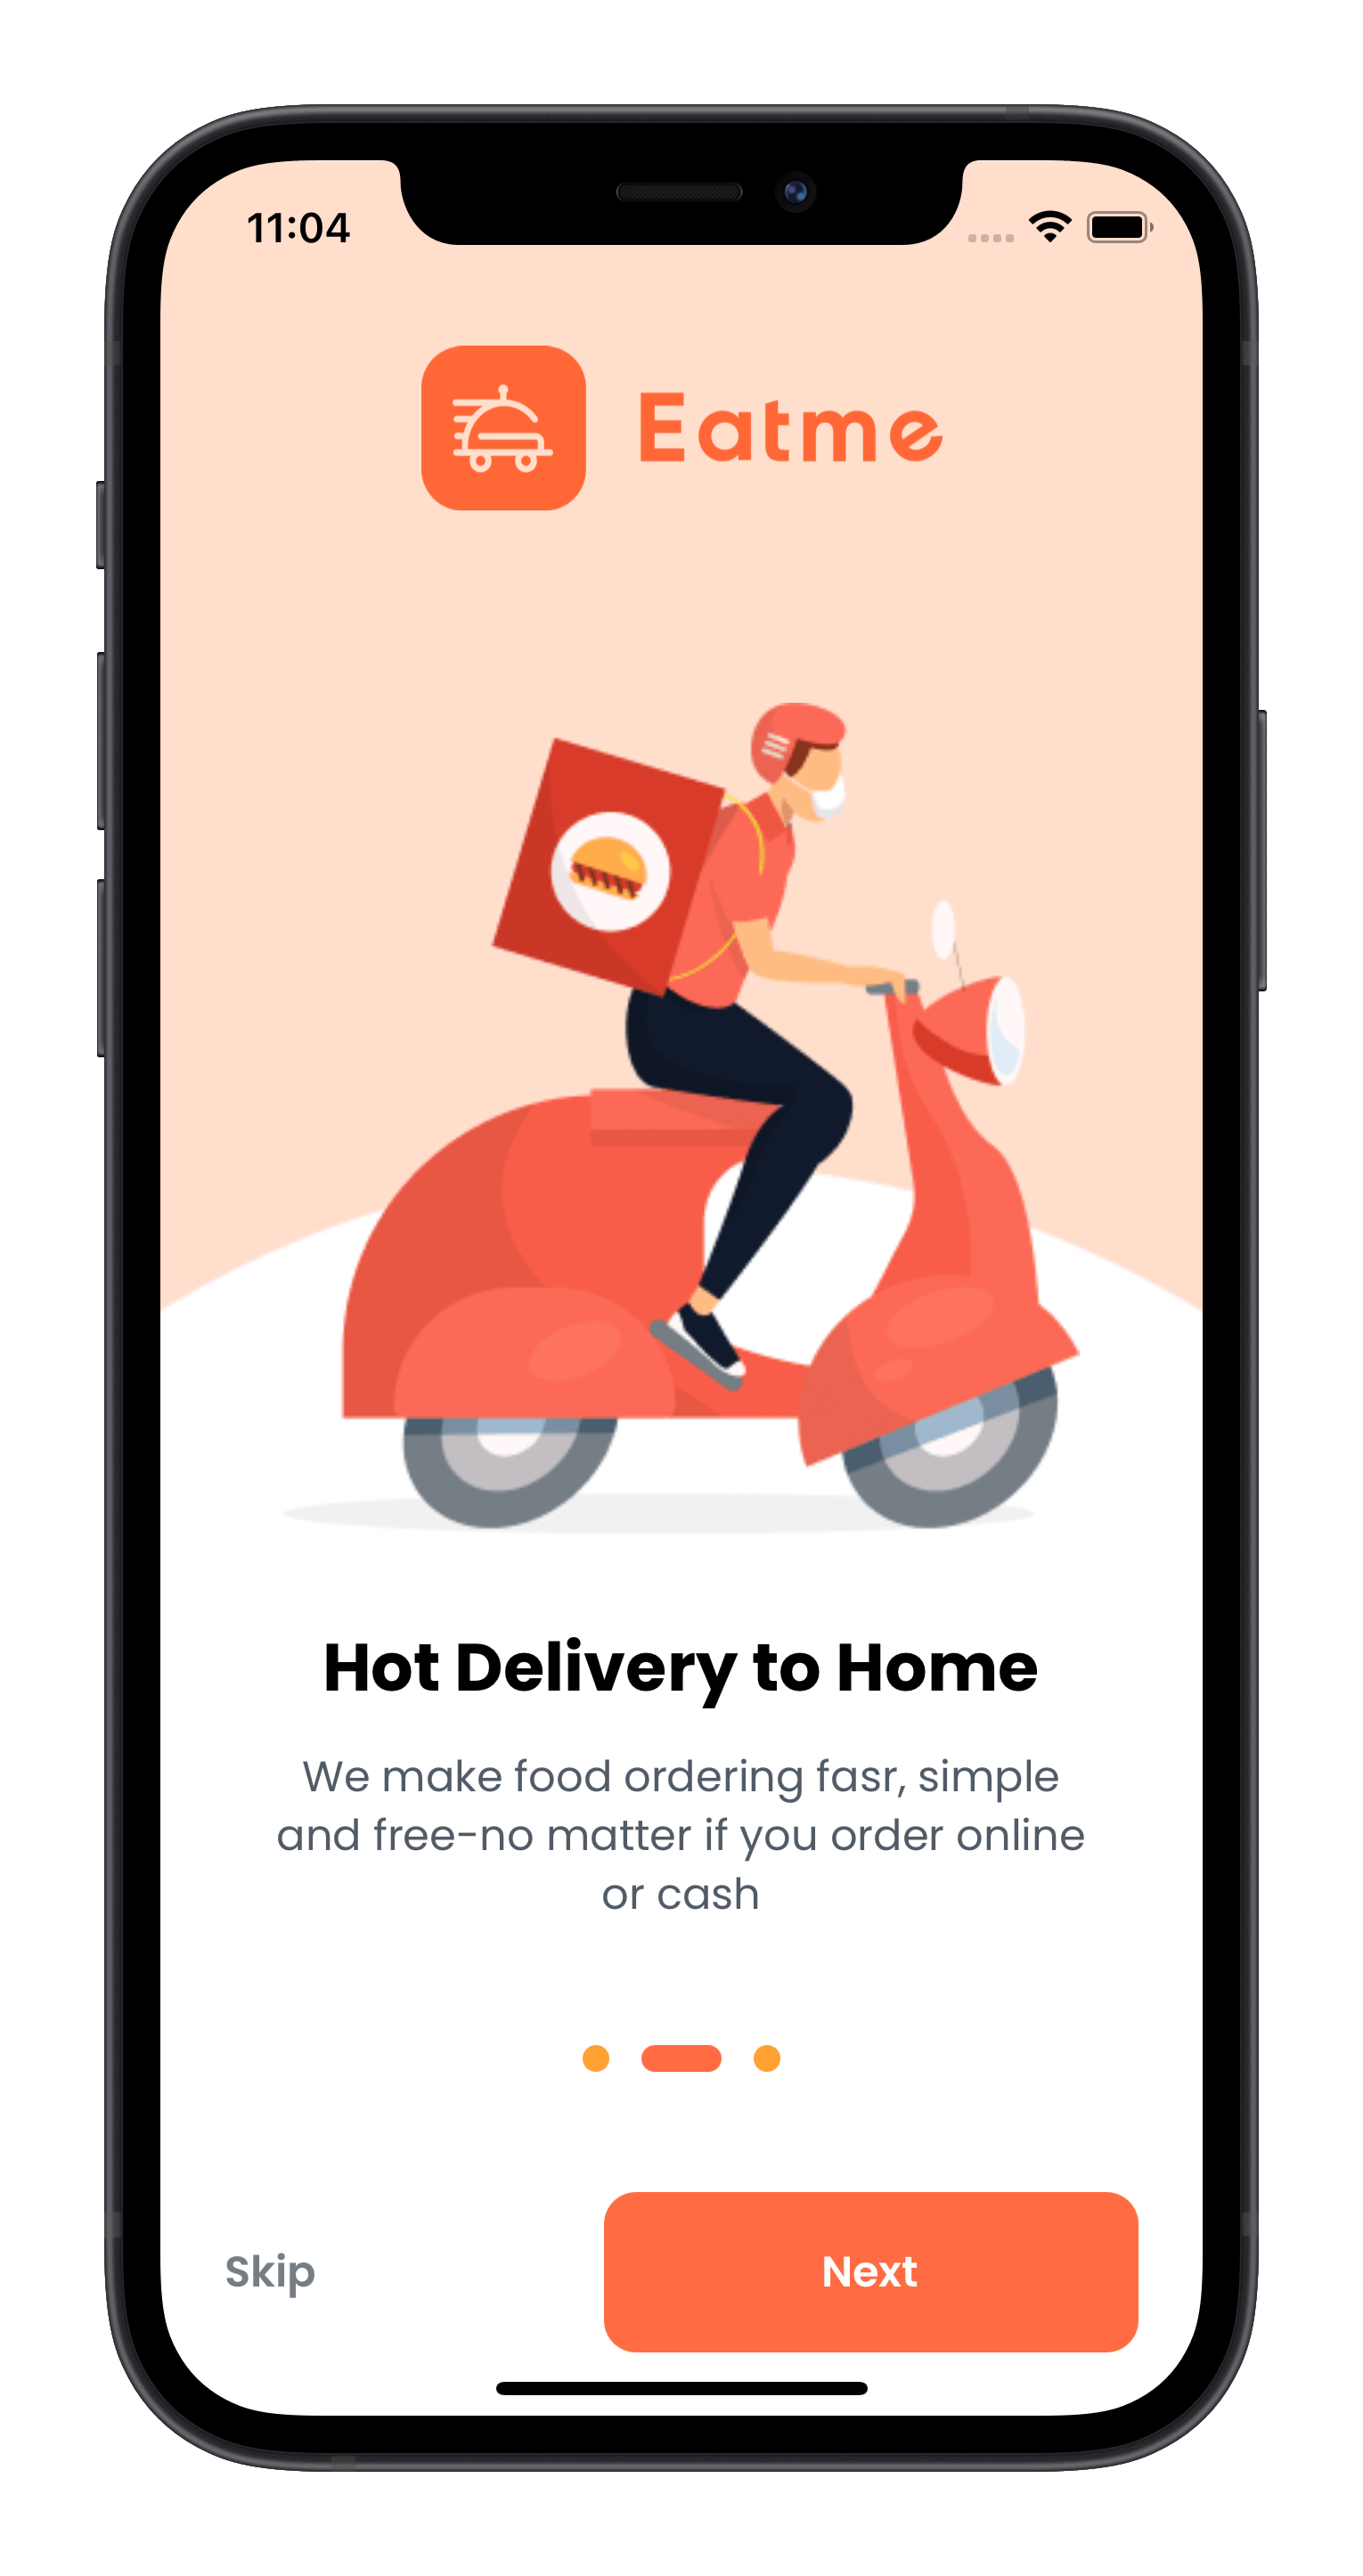 11:04
Eatme
Hot Delivery to Home
We make food ordering fasr, simple
and free-no matter if you order online
or cash
Skip
Next